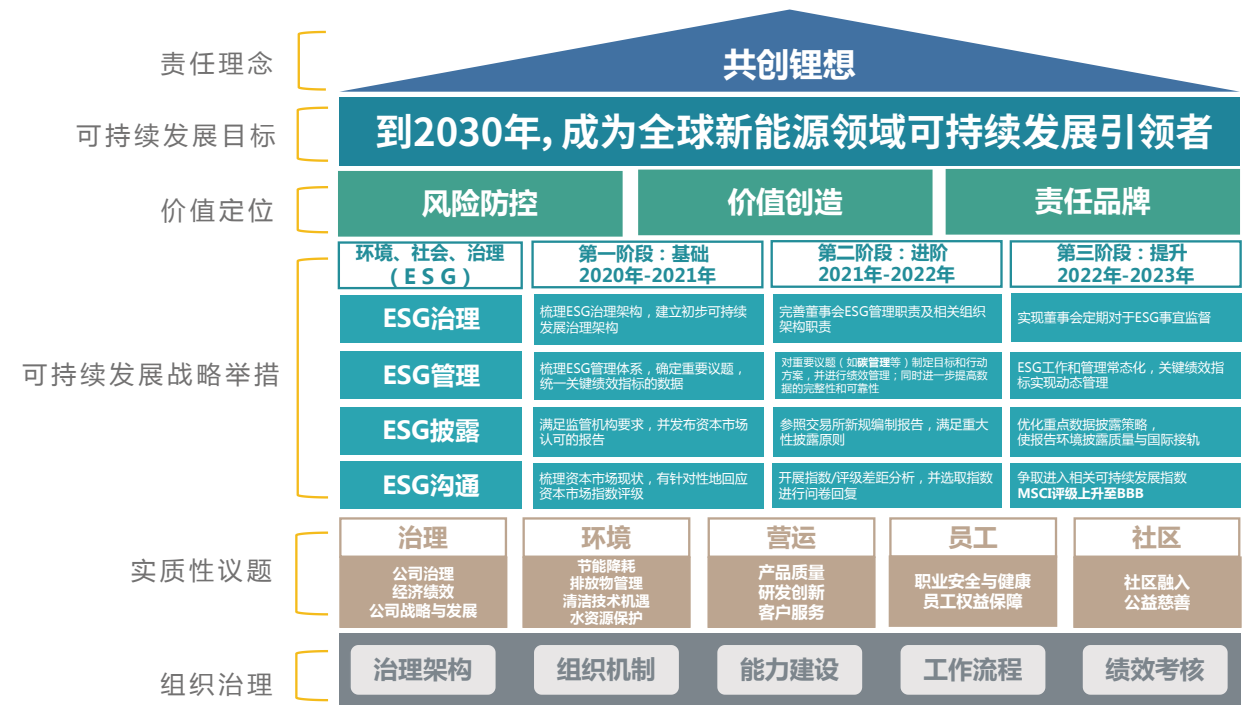 责任理念
共创锂想
可持续发展目标
到2030年，成为全球新能源领域可持续发展引领者
价值定位
风险防控
价值创造
责任品牌
可持续发展战略举措
环境、社会、治理
（ESG）
第一阶段：基础
2020年-2021年
第二阶段：进阶
2021年-2022年
第三阶段：提升
2022年-2023年
ESG治理
梳理ESG治理架构，建立初步可持续
发展治理架构
完善董事会ESG管理职责及相关组织
架构职责
实现董事会定期对于ESG事宜监督
ESG管理
梳理ESG管理体系，确定重要议题，
统一关键绩效指标的数据
对重要议题（如碳管理等）制定目标和行动
方案，并进行绩效管理；同时进一步提高数
据的完整性和可靠性
ESG工作和管理常态化，关键绩效指
标实现动态管理
ESG披露
满足监管机构要求，并发布资本市场
认可的报告
参照交易所新规编制报告，满足重大
性披露原则
优化重点数据披露策略，
使报告环境披露质量与国际接轨
ESG沟通
梳理资本市场现状，有针对性地回应
资本市场指数评级
开展指数/评级差距分析，并选取指数
进行问卷回复
争取进入相关可持续发展指数
MSCI评级上升至BBB
实质性议题
治理
公司治理
经济绩效
公司战略与发展
环境
节能降耗
排放物管理
清洁技术机遇
水资源保护
营运
产品质量
研发创新
客户服务
员工
职业安全与健康
员工权益保障
社区
社区融入
公益慈善
组织治理
治理架构
组织机制
能力建设
工作流程
绩效考核